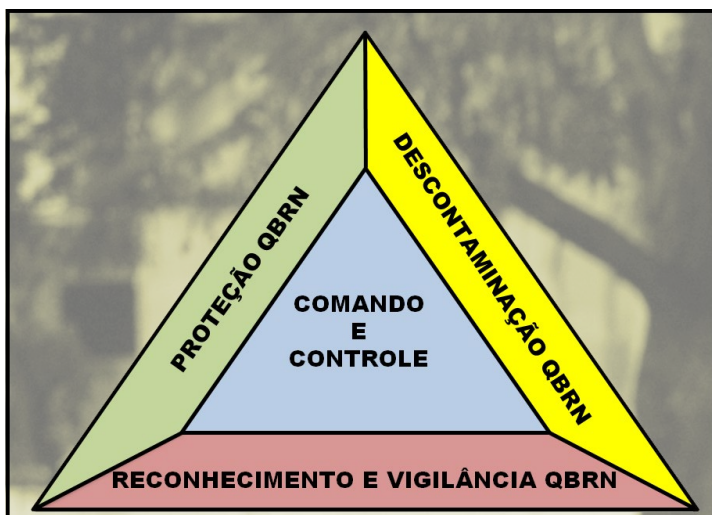 PROTEÇÃO QBRN
DESCONTAMINAÇÃO QBRN
COMANDO
E
CONTROLE
RECONHECIMENTO E VIGILÂNCIA QBRN